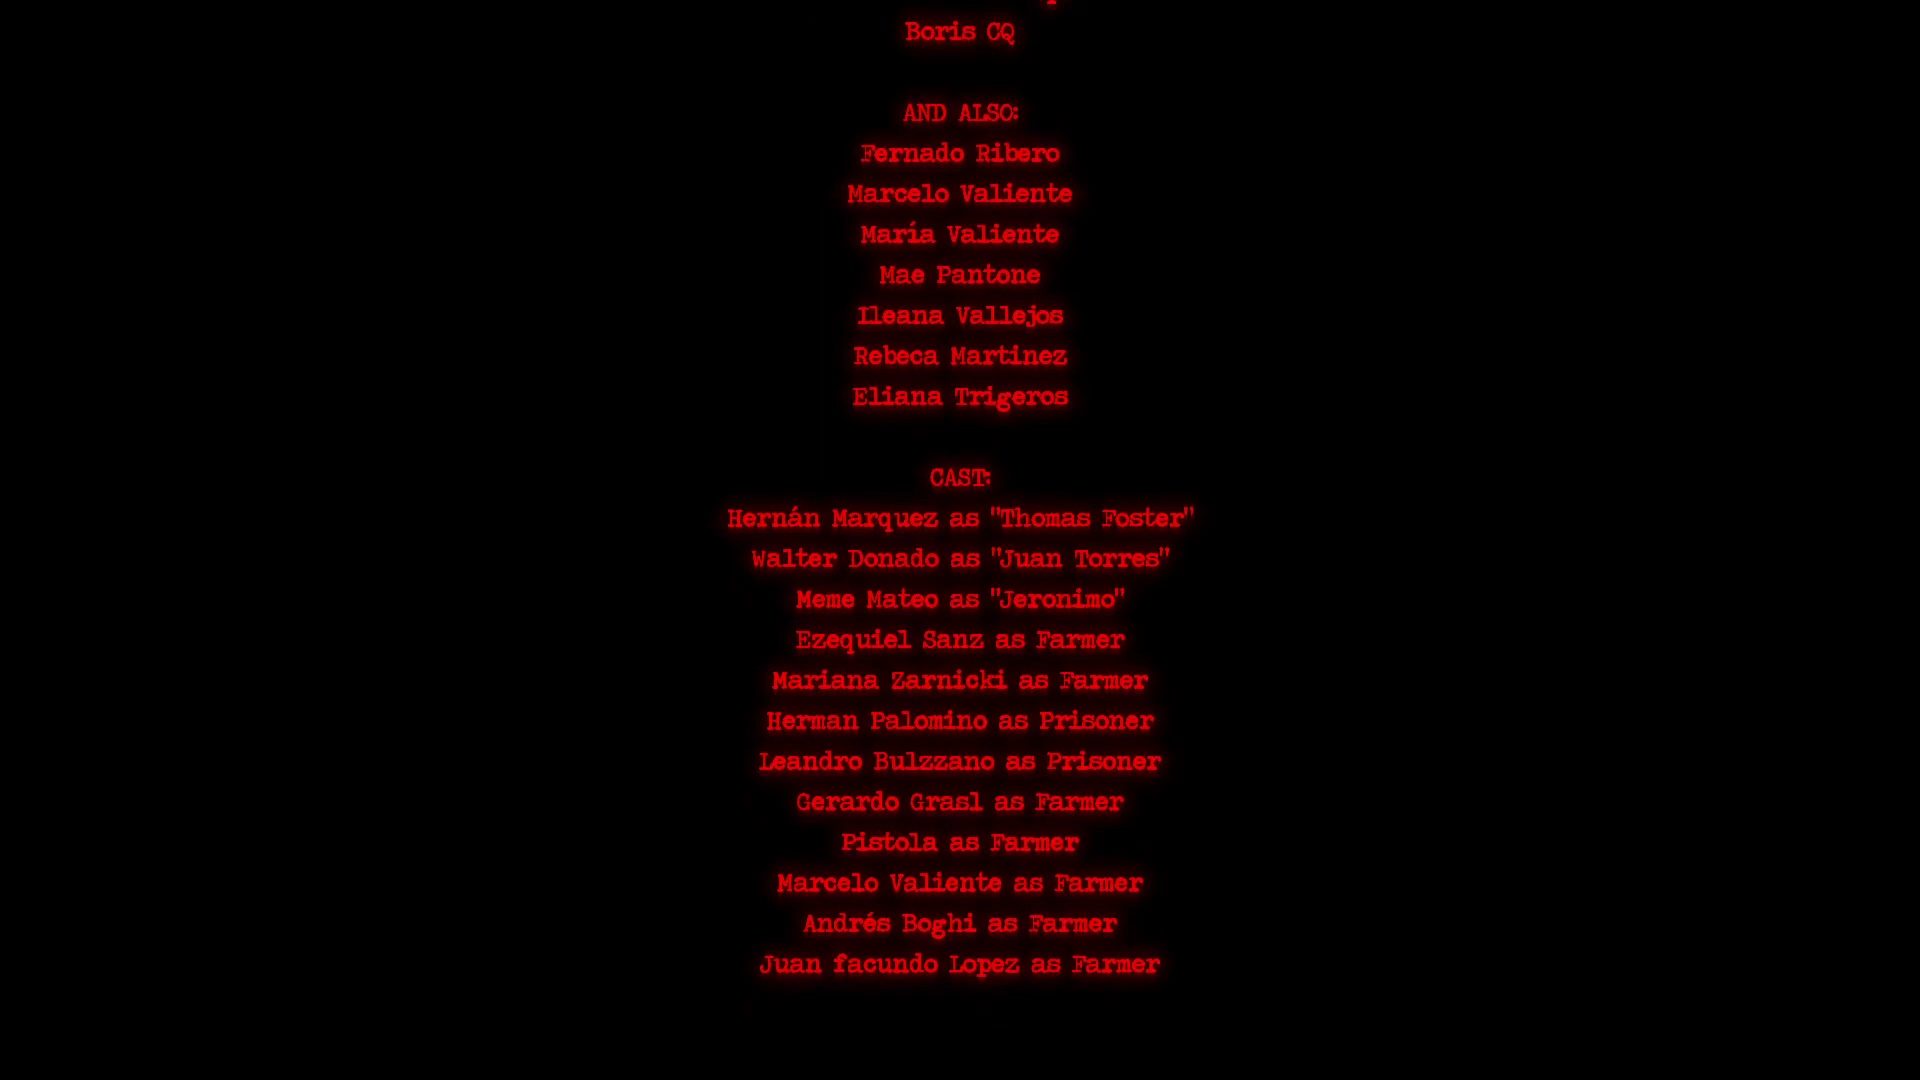 Boris CQ
AND ALSO:
Fernado Ribero
Marcelo Valiente
María Valiente
Mae Pantone
Ileana Vallejos
Rebeca Martinez
Eliana Trigeros
CAST:
Hernán Marquez as "Thomas Foster"
Walter Donado as "Juan Torres"
Meme Mateo as "Jeronimo"
Ezequiel Sanz as Farmer
Mariana Zarnicki as Farmer
Herman Palomino as Prisoner
Leandro Bulzzano as Prisoner
Gerardo Grasl as Farmer
Pistola as Farmer
Marcelo Valiente as Farmer
Andrés Boghi as Farmer
Juan facundo Lopez as Farmer